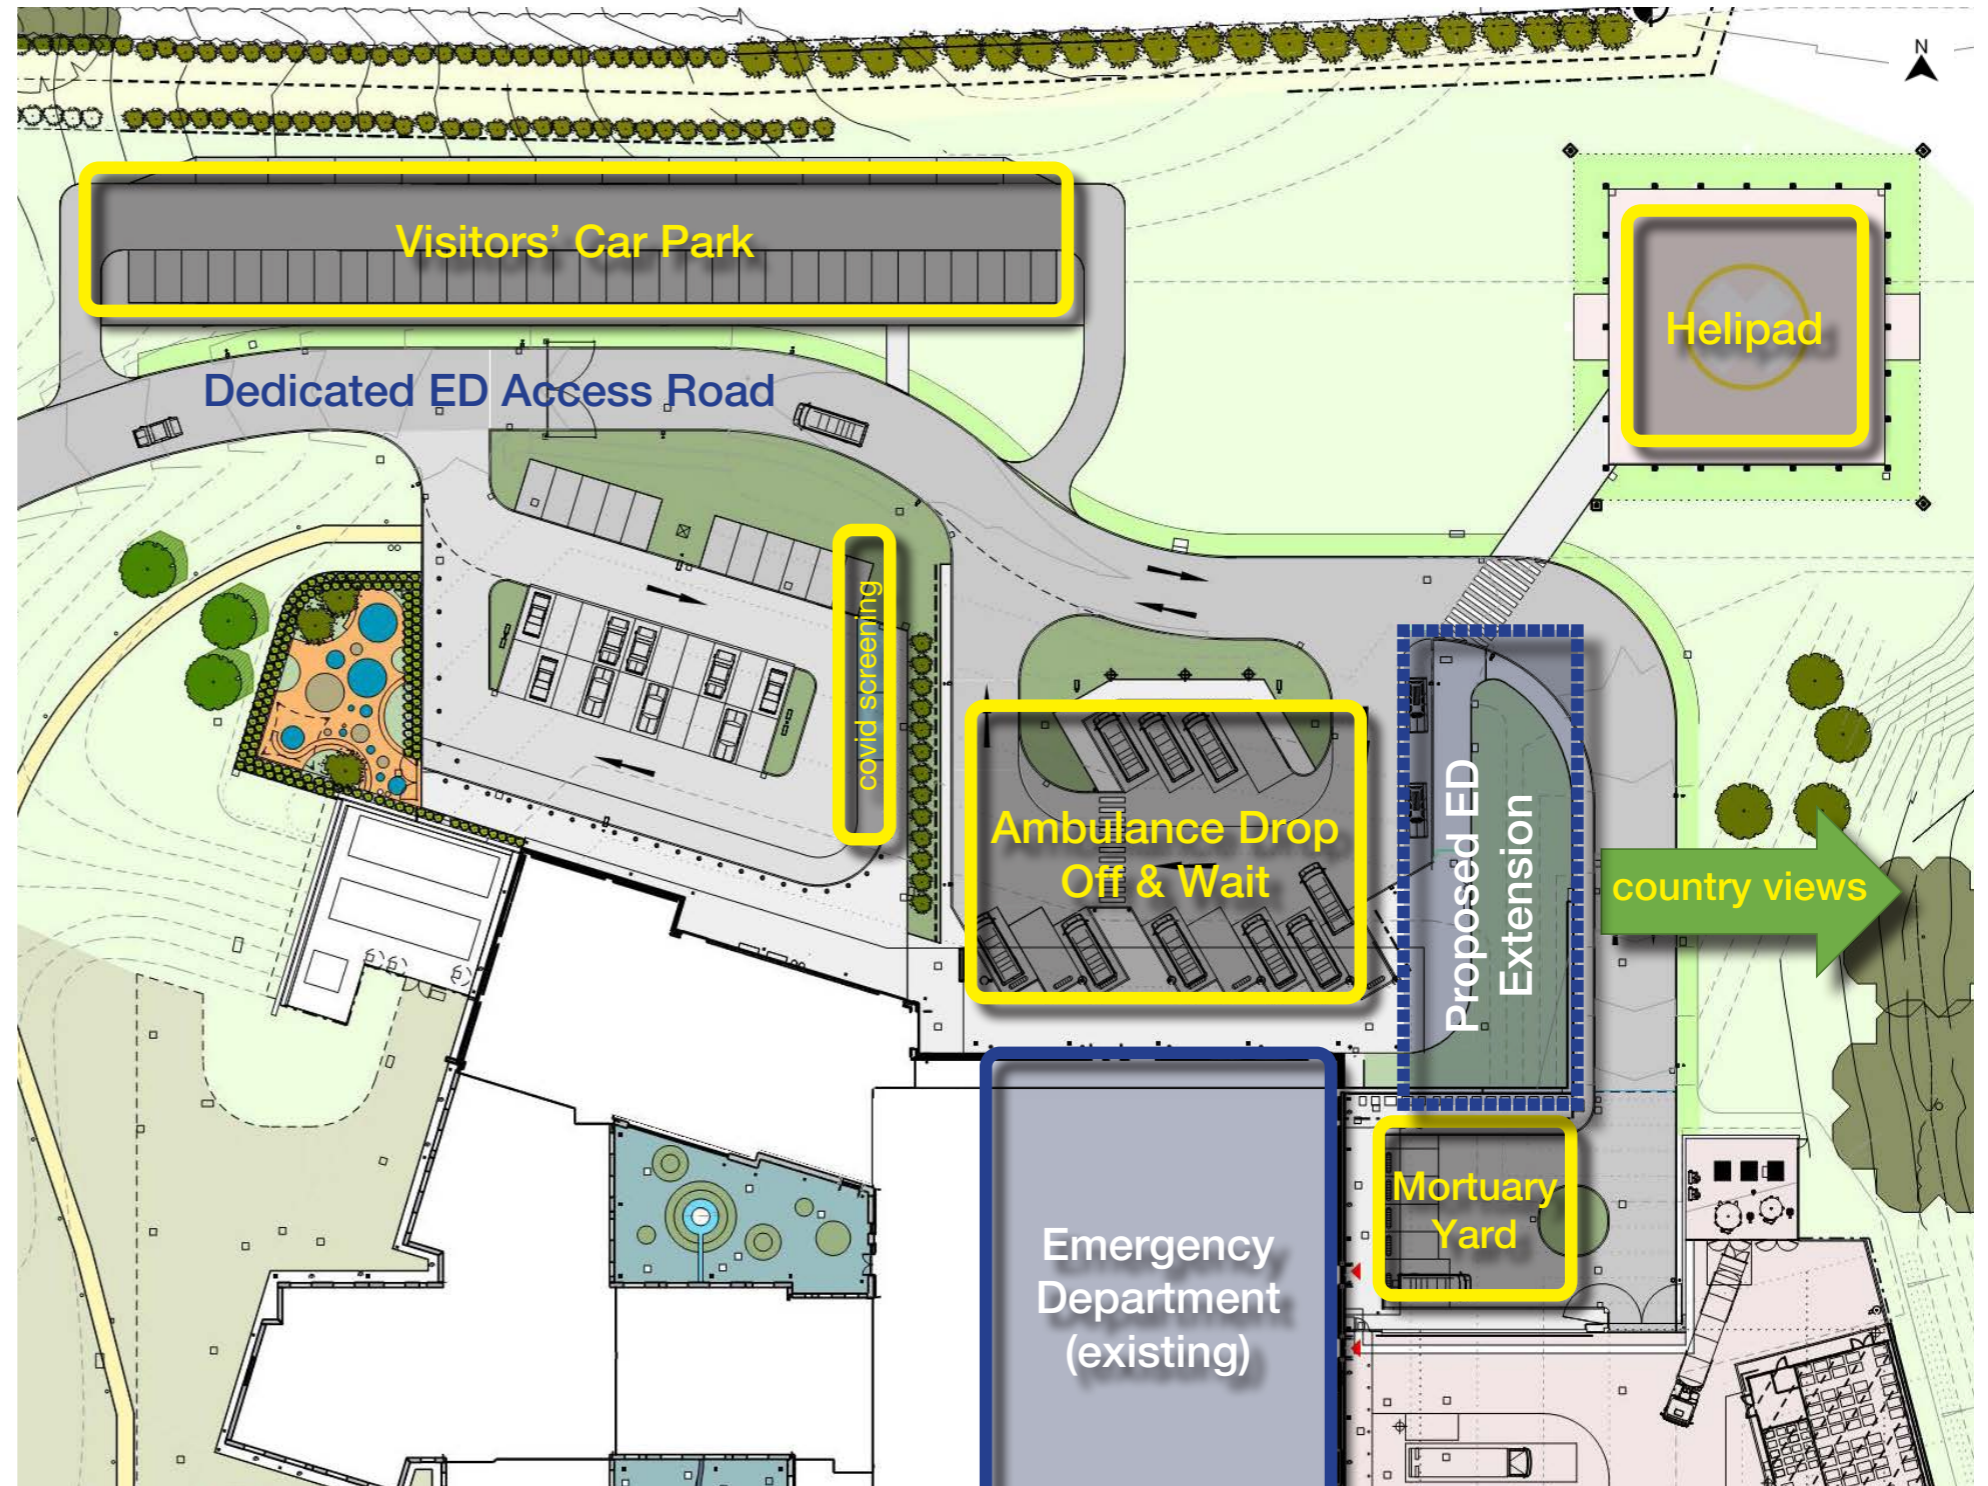 N
Visitors’ Car Park
Helipad
Dedicated ED Access Road
covid screening
Ambulance Drop
Off & Wait
Proposed ED
Extension
country views
Mortuary
Yard
Emergency
Department
(existing)